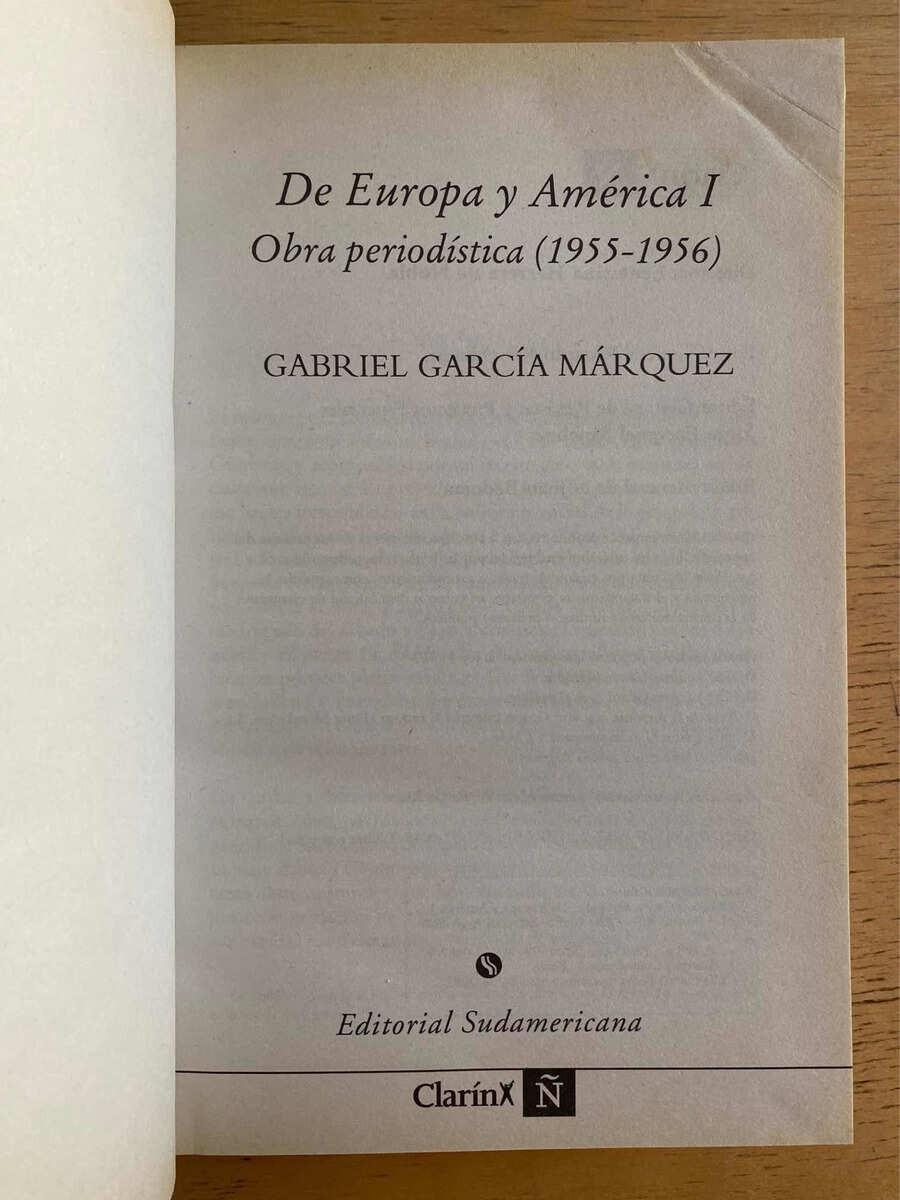 De Europa y América I
Obra periodística (1955-1956)
GABRIEL GARCÍA MÁRQUEZ
Editorial Sudamericana
Clarín Ñ